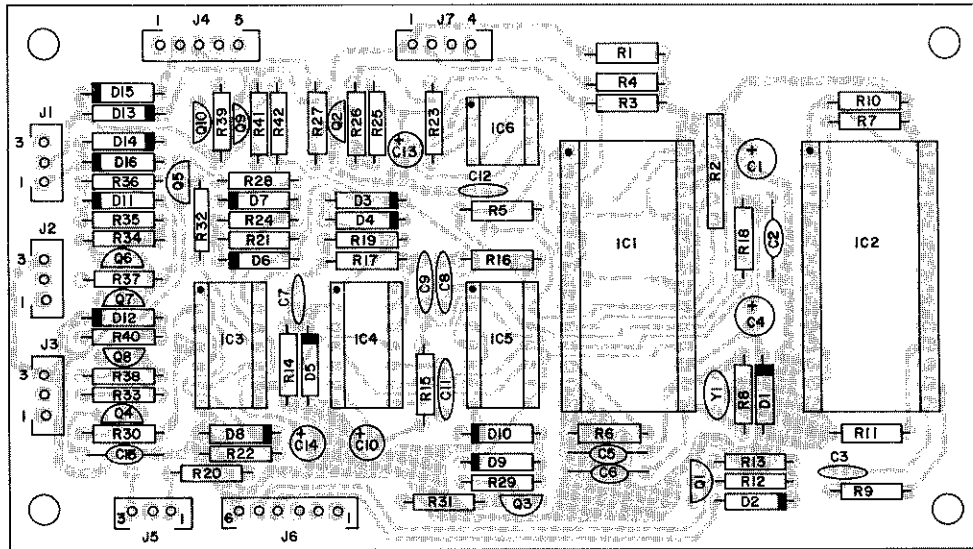 1 J4 5
1 J7 4
R1
R4
R3
D15
D13
R10
R7
J1
3
1
Q10
R39
Q9
R41
R42
R27
Q2
R26
R25
C13
R23
IC6
D14
D16
R36
D11
R35
R34
Q5
R32
R28
D7
R24
R21
D6
D3
D4
R19
R17
C12
R5
R16
IC1
R2
C1
R18
C2
IC2
J2
3
1
Q6
R37
Q7
D12
R40
Q8
R38
R33
Q4
R30
J3
3
1
IC3
C7
R14
D5
IC4
C9
C8
R15
C11
IC5
C4
Y1
R8
D1
D8
R22
C14
C10
D10
D9
R29
R6
C5
C6
R11
C15
R20
R31
Q3
Q1
R13
R12
D2
C3
R9
3 1
J5
6 1
J6